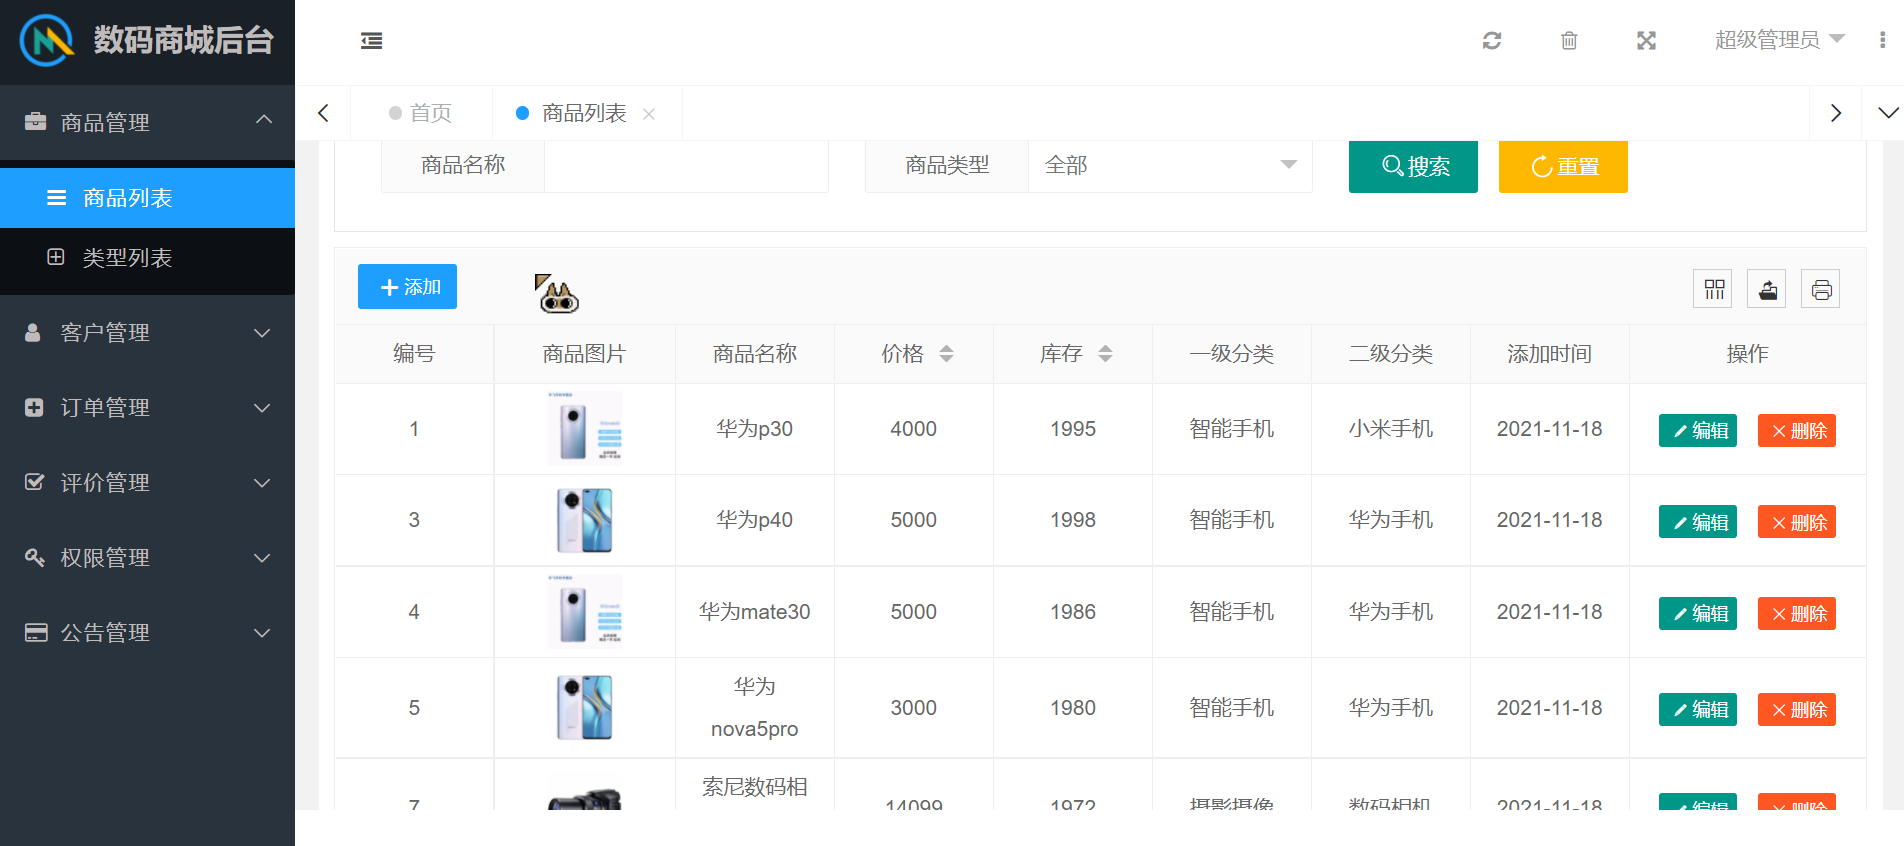 数码商城后台
超级管理员
商品管理
商品列表
类型列表
客户管理
订单管理
评价管理
权限管理
公告管理
首页
商品列表
商品名称
商品类型
全部
搜索
重置
添加
编号 商品图片 商品名称 价格 库存 一级分类 二级分类 添加时间 操作
1 华为p30 4000 1995 智能手机 小米手机 2021-11-18 编辑 删除
3 华为p40 5000 1998 智能手机 华为手机 2021-11-18 编辑 删除
4 华为mate30 5000 1986 智能手机 华为手机 2021-11-18 编辑 删除
5 华为 3000 1980 智能手机 华为手机 2021-11-18 编辑 删除
nova5pro
索尼数码相
7 14099 1972 摄影摄像 数码相机 2021-11-18 编辑 删除